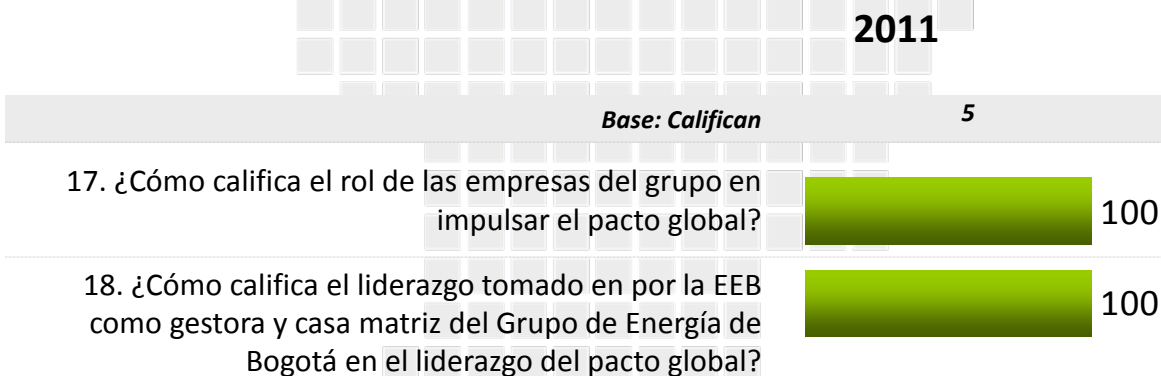 2011
Base: Califican 5
17. ¿Cómo califica el rol de las empresas del grupo en
impulsar el pacto global?
100
18. ¿Cómo califica el liderazgo tomado en por la EEB
como gestora y casa matriz del Grupo de Energía de
Bogotá en el liderazgo del pacto global?
100